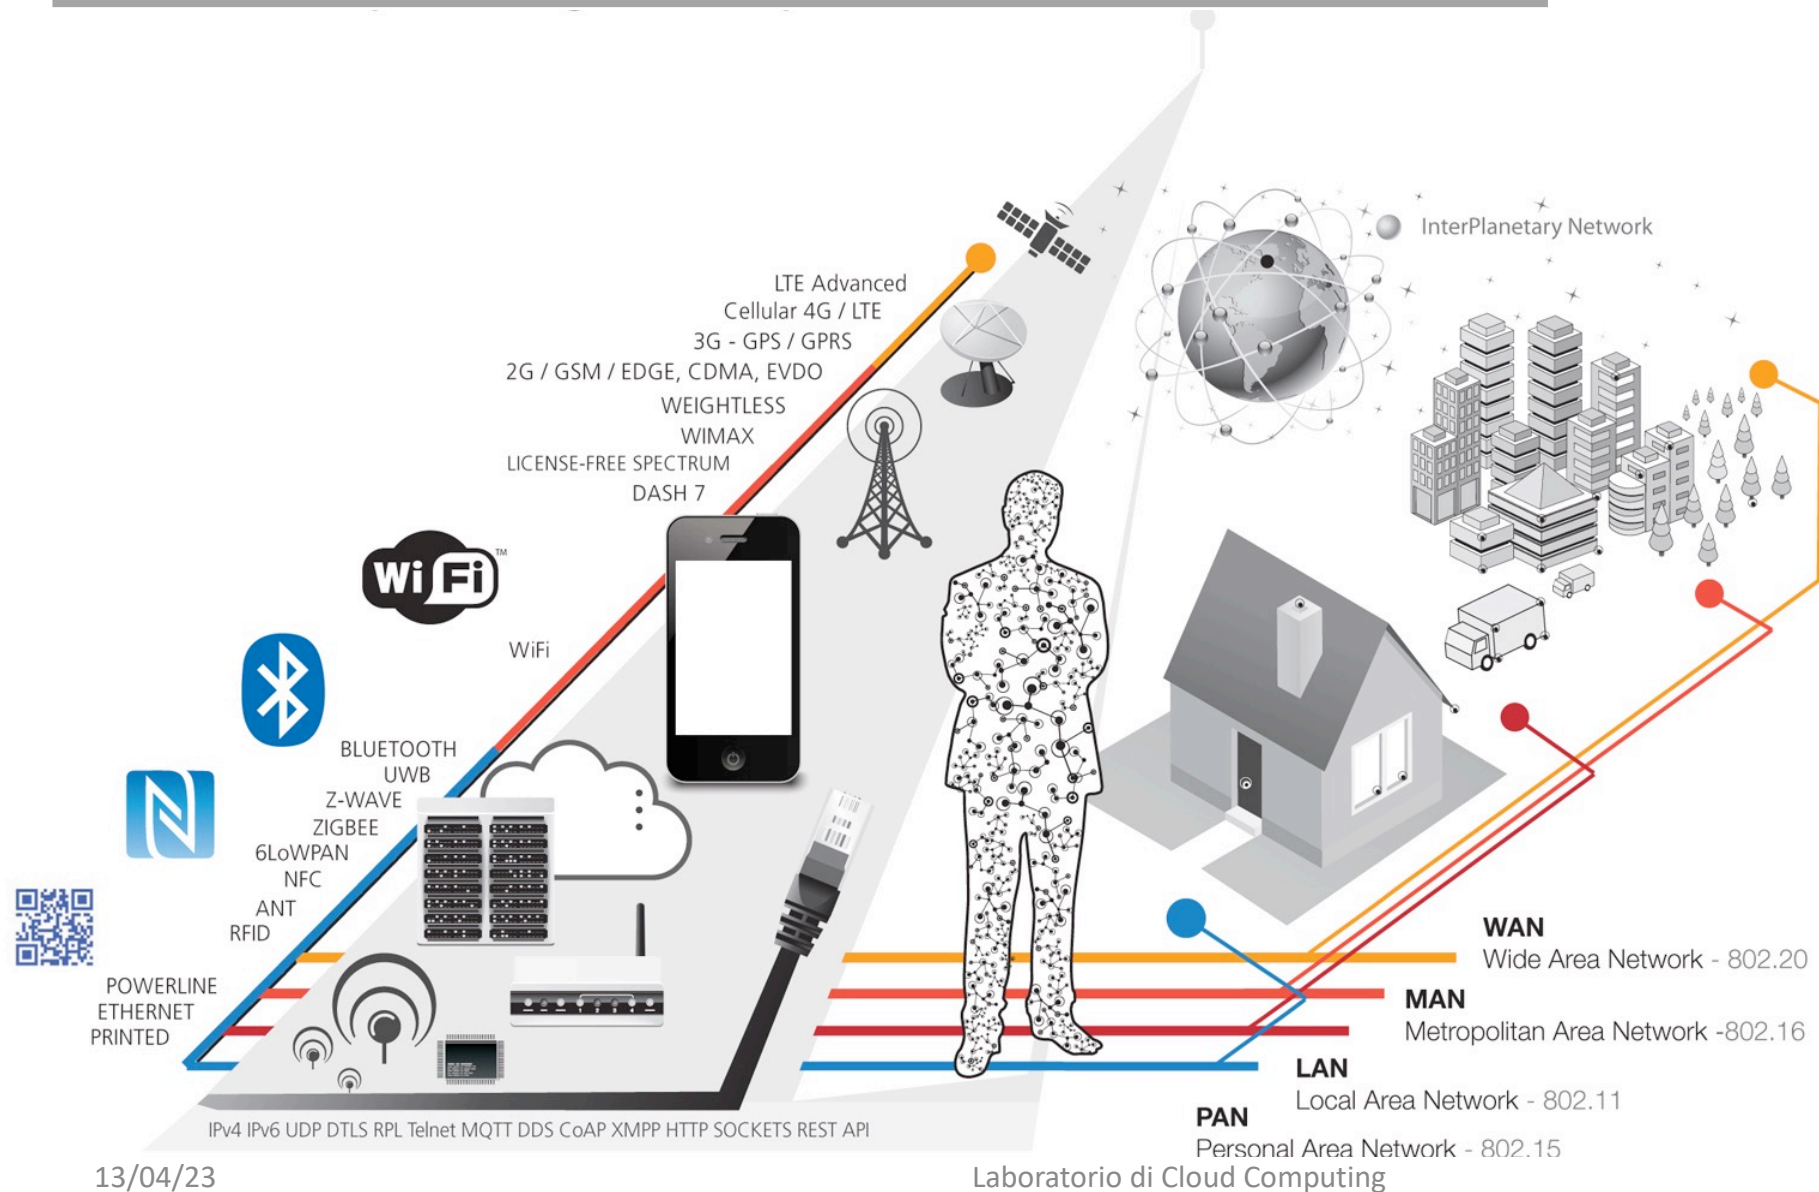 InterPlanetary Network
LTE Advanced
Cellular 4G / LTE
3G - GPS / GPRS
2G / GSM / EDGE, CDMA, EVDO
WEIGHTLESS
WIMAX
LICENSE-FREE SPECTRUM
DASH 7
WiFi™
WiFi
BLUETOOTH
UWB
Z-WAVE
ZIGBEE
6LoWPAN
NFC
ANT
RFID
POWERLINE
ETHERNET
PRINTED
WAN
Wide Area Network - 802.20
MAN
Metropolitan Area Network -802.16
LAN
Local Area Network - 802.11
PAN
Personal Area Network - 802.15
IPv4 IPv6 UDP DTLS RPL Telnet MQTT DDS CoAP XMPP HTTP SOCKETS REST API
13/04/23
Laboratorio di Cloud Computing